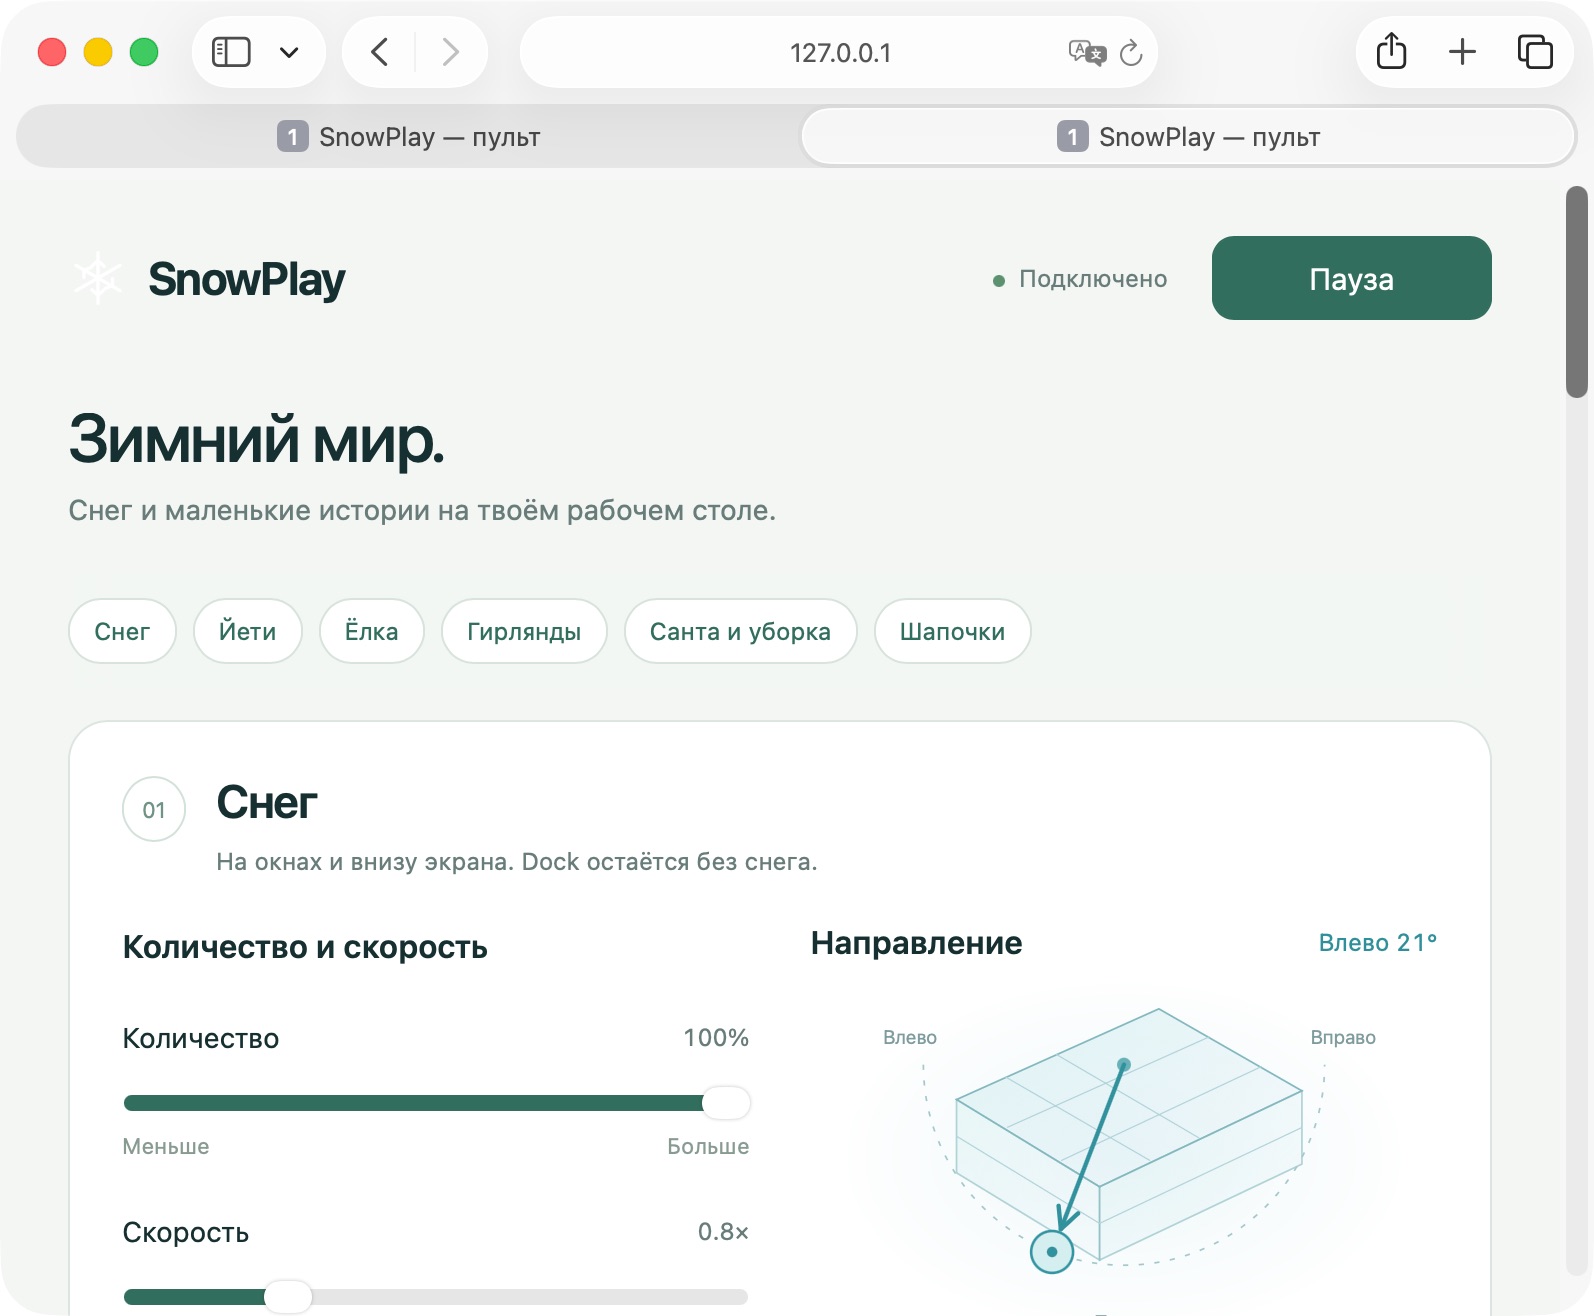 127.0.0.1
1 SnowPlay — пульт
1 SnowPlay — пульт
SnowPlay
Подключено
Пауза
Зимний мир.
Снег и маленькие истории на твоём рабочем столе.
Снег
Йети
Ёлка
Гирлянды
Санта и уборка
Шапочки
01
Снег
На окнах и внизу экрана. Dock остаётся без снега.
Количество и скорость
Количество
100%
Меньше
Больше
Скорость
0.8×
Направление
Влево 21°
Влево
Вправо